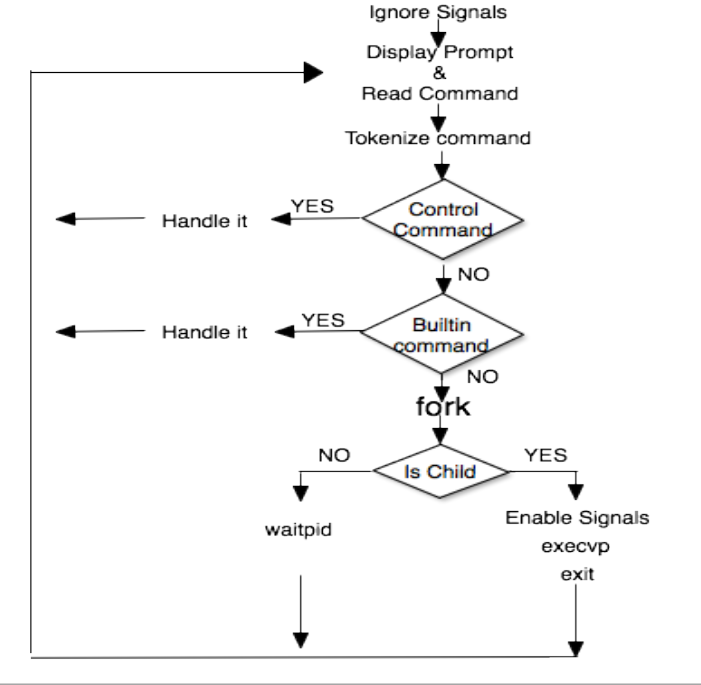 Ignore Signals
Display Prompt
&
Read Command
Tokenize command
Control
Command
YES
Handle it
NO
Builtin
command
YES
Handle it
NO
fork
Is Child
NO
YES
waitpid
Enable Signals
execvp
exit